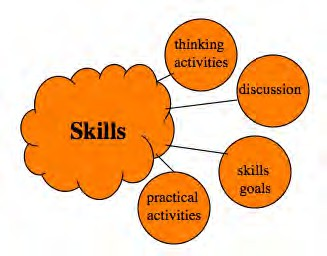 thinking
activities
discussion
Skills
skills
goals
practical
activities